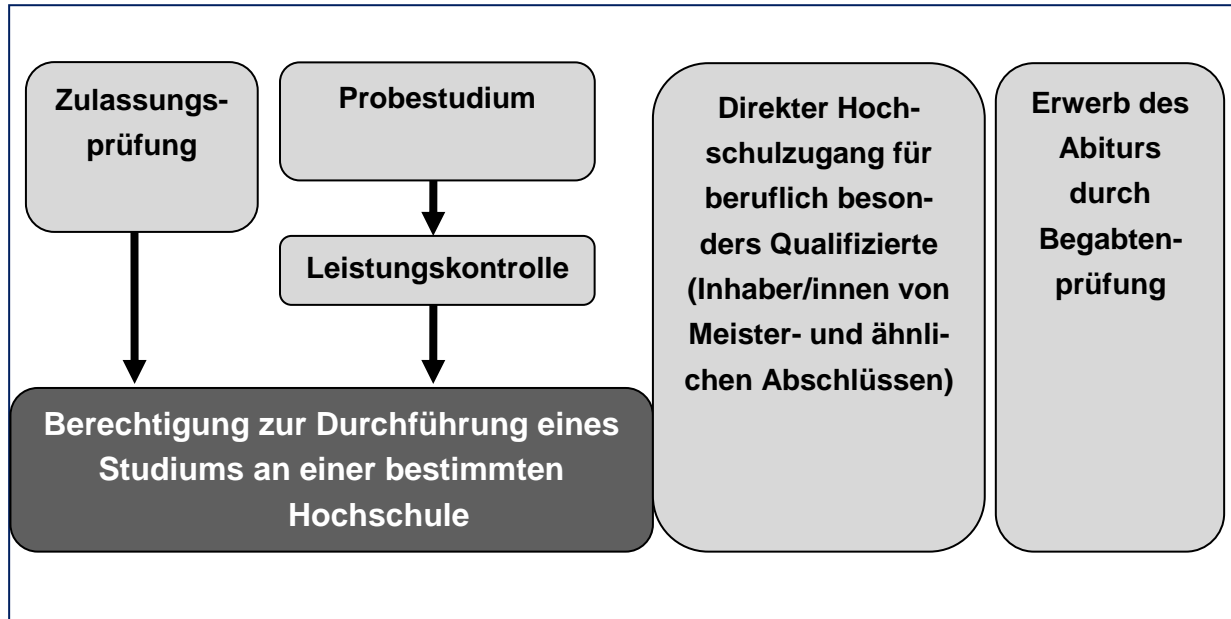 Zulassungs-
prüfung
Probestudium
Leistungskontrolle
Berechtigung zur Durchführung eines
Studiums an einer bestimmten
Hochschule
Direkter Hoch-
schulzugang für
beruflich beson-
ders Qualifizierte
(Inhaber/innen von
Meister- und ähnli-
chen Abschlüssen)
Erwerb des
Abiturs
durch
Begabten-
prüfung